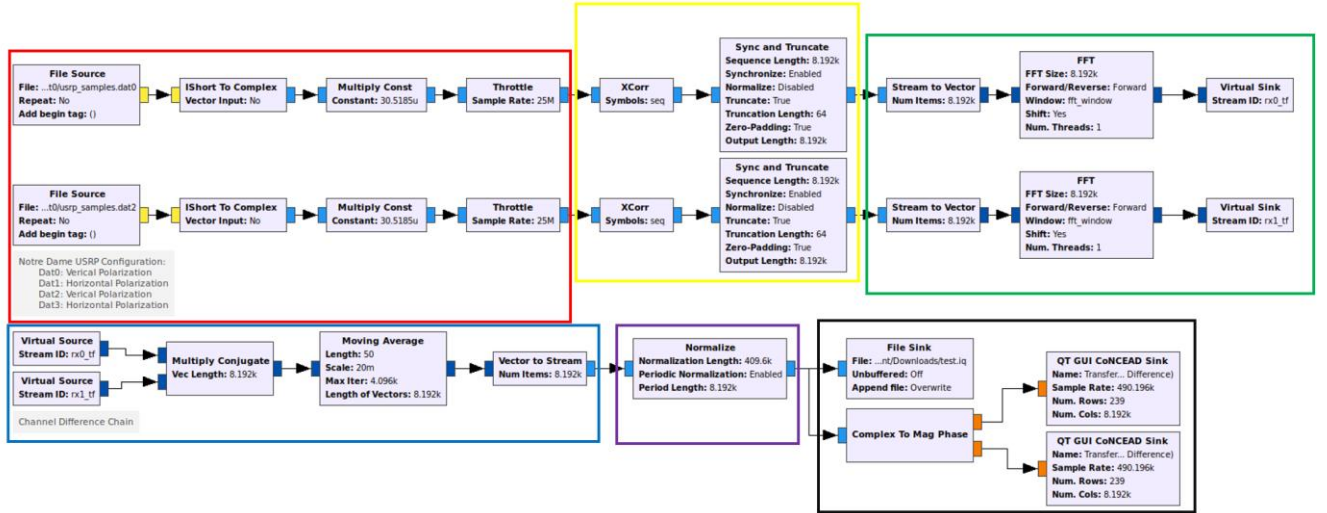 File Source
File: ...t0/usrp_samples.dat0
Repeat: No
Add begin tag: ()
IShort To Complex
Vector Input: No
Multiply Const
Constant: 30.5185u
Throttle
Sample Rate: 25M
XCorr
Symbols: seq
Sync and Truncate
Sequence Length: 8.192k
Synchronize: Enabled
Normalize: Disabled
Truncate: True
Truncation Length: 64
Zero-Padding: True
Output Length: 8.192k
Stream to Vector
Num Items: 8.192k
FFT
FFT Size: 8.192k
Forward/Reverse: Forward
Window: fft_window
Shift: Yes
Num. Threads: 1
Virtual Sink
Stream ID: rx0_tf
File Source
File: ...t0/usrp_samples.dat2
Repeat: No
Add begin tag: ()
IShort To Complex
Vector Input: No
Multiply Const
Constant: 30.5185u
Throttle
Sample Rate: 25M
XCorr
Symbols: seq
Sync and Truncate
Sequence Length: 8.192k
Synchronize: Enabled
Normalize: Disabled
Truncate: True
Truncation Length: 64
Zero-Padding: True
Output Length: 8.192k
Stream to Vector
Num Items: 8.192k
FFT
FFT Size: 8.192k
Forward/Reverse: Forward
Window: fft_window
Shift: Yes
Num. Threads: 1
Virtual Sink
Stream ID: rx1_tf
Notre Dame USRP Configuration:
Dat0: Verical Polarization
Dat1: Horizontal Polarization
Dat2: Verical Polarization
Dat3: Horizontal Polarization
Virtual Source
Stream ID: rx0_tf
Virtual Source
Stream ID: rx1_tf
Multiply Conjugate
Vec Length: 8.192k
Moving Average
Length: 50
Scale: 20m
Max Iter: 4.096k
Length of Vectors: 8.192k
Vector to Stream
Num Items: 8.192k
Channel Difference Chain
Normalize
Normalization Length: 409.6k
Periodic Normalization: Enabled
Period Length: 8.192k
File Sink
File: ...nt/Downloads/test.iq
Unbuffered: Off
Append file: Overwrite
Complex To Mag Phase
QT GUI CoNCEAD Sink
Name: Transfer... Difference)
Sample Rate: 490.196k
Num. Rows: 239
Num. Cols: 8.192k
QT GUI CoNCEAD Sink
Name: Transfer... Difference)
Sample Rate: 490.196k
Num. Rows: 239
Num. Cols: 8.192k